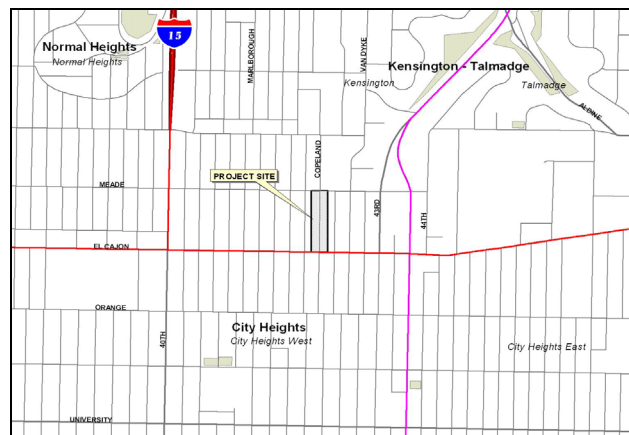 15
Normal Heights
Normal Heights
MARLBOROUGH
VAN DYKE
Kensington - Talmadge
Kensington
Talmadge
ALDINE
COPELAND
PROJECT SITE
MEADE
43RD
44TH
EL CAJON
ORANGE
40TH
City Heights
City Heights West
City Heights East
UNIVERSITY